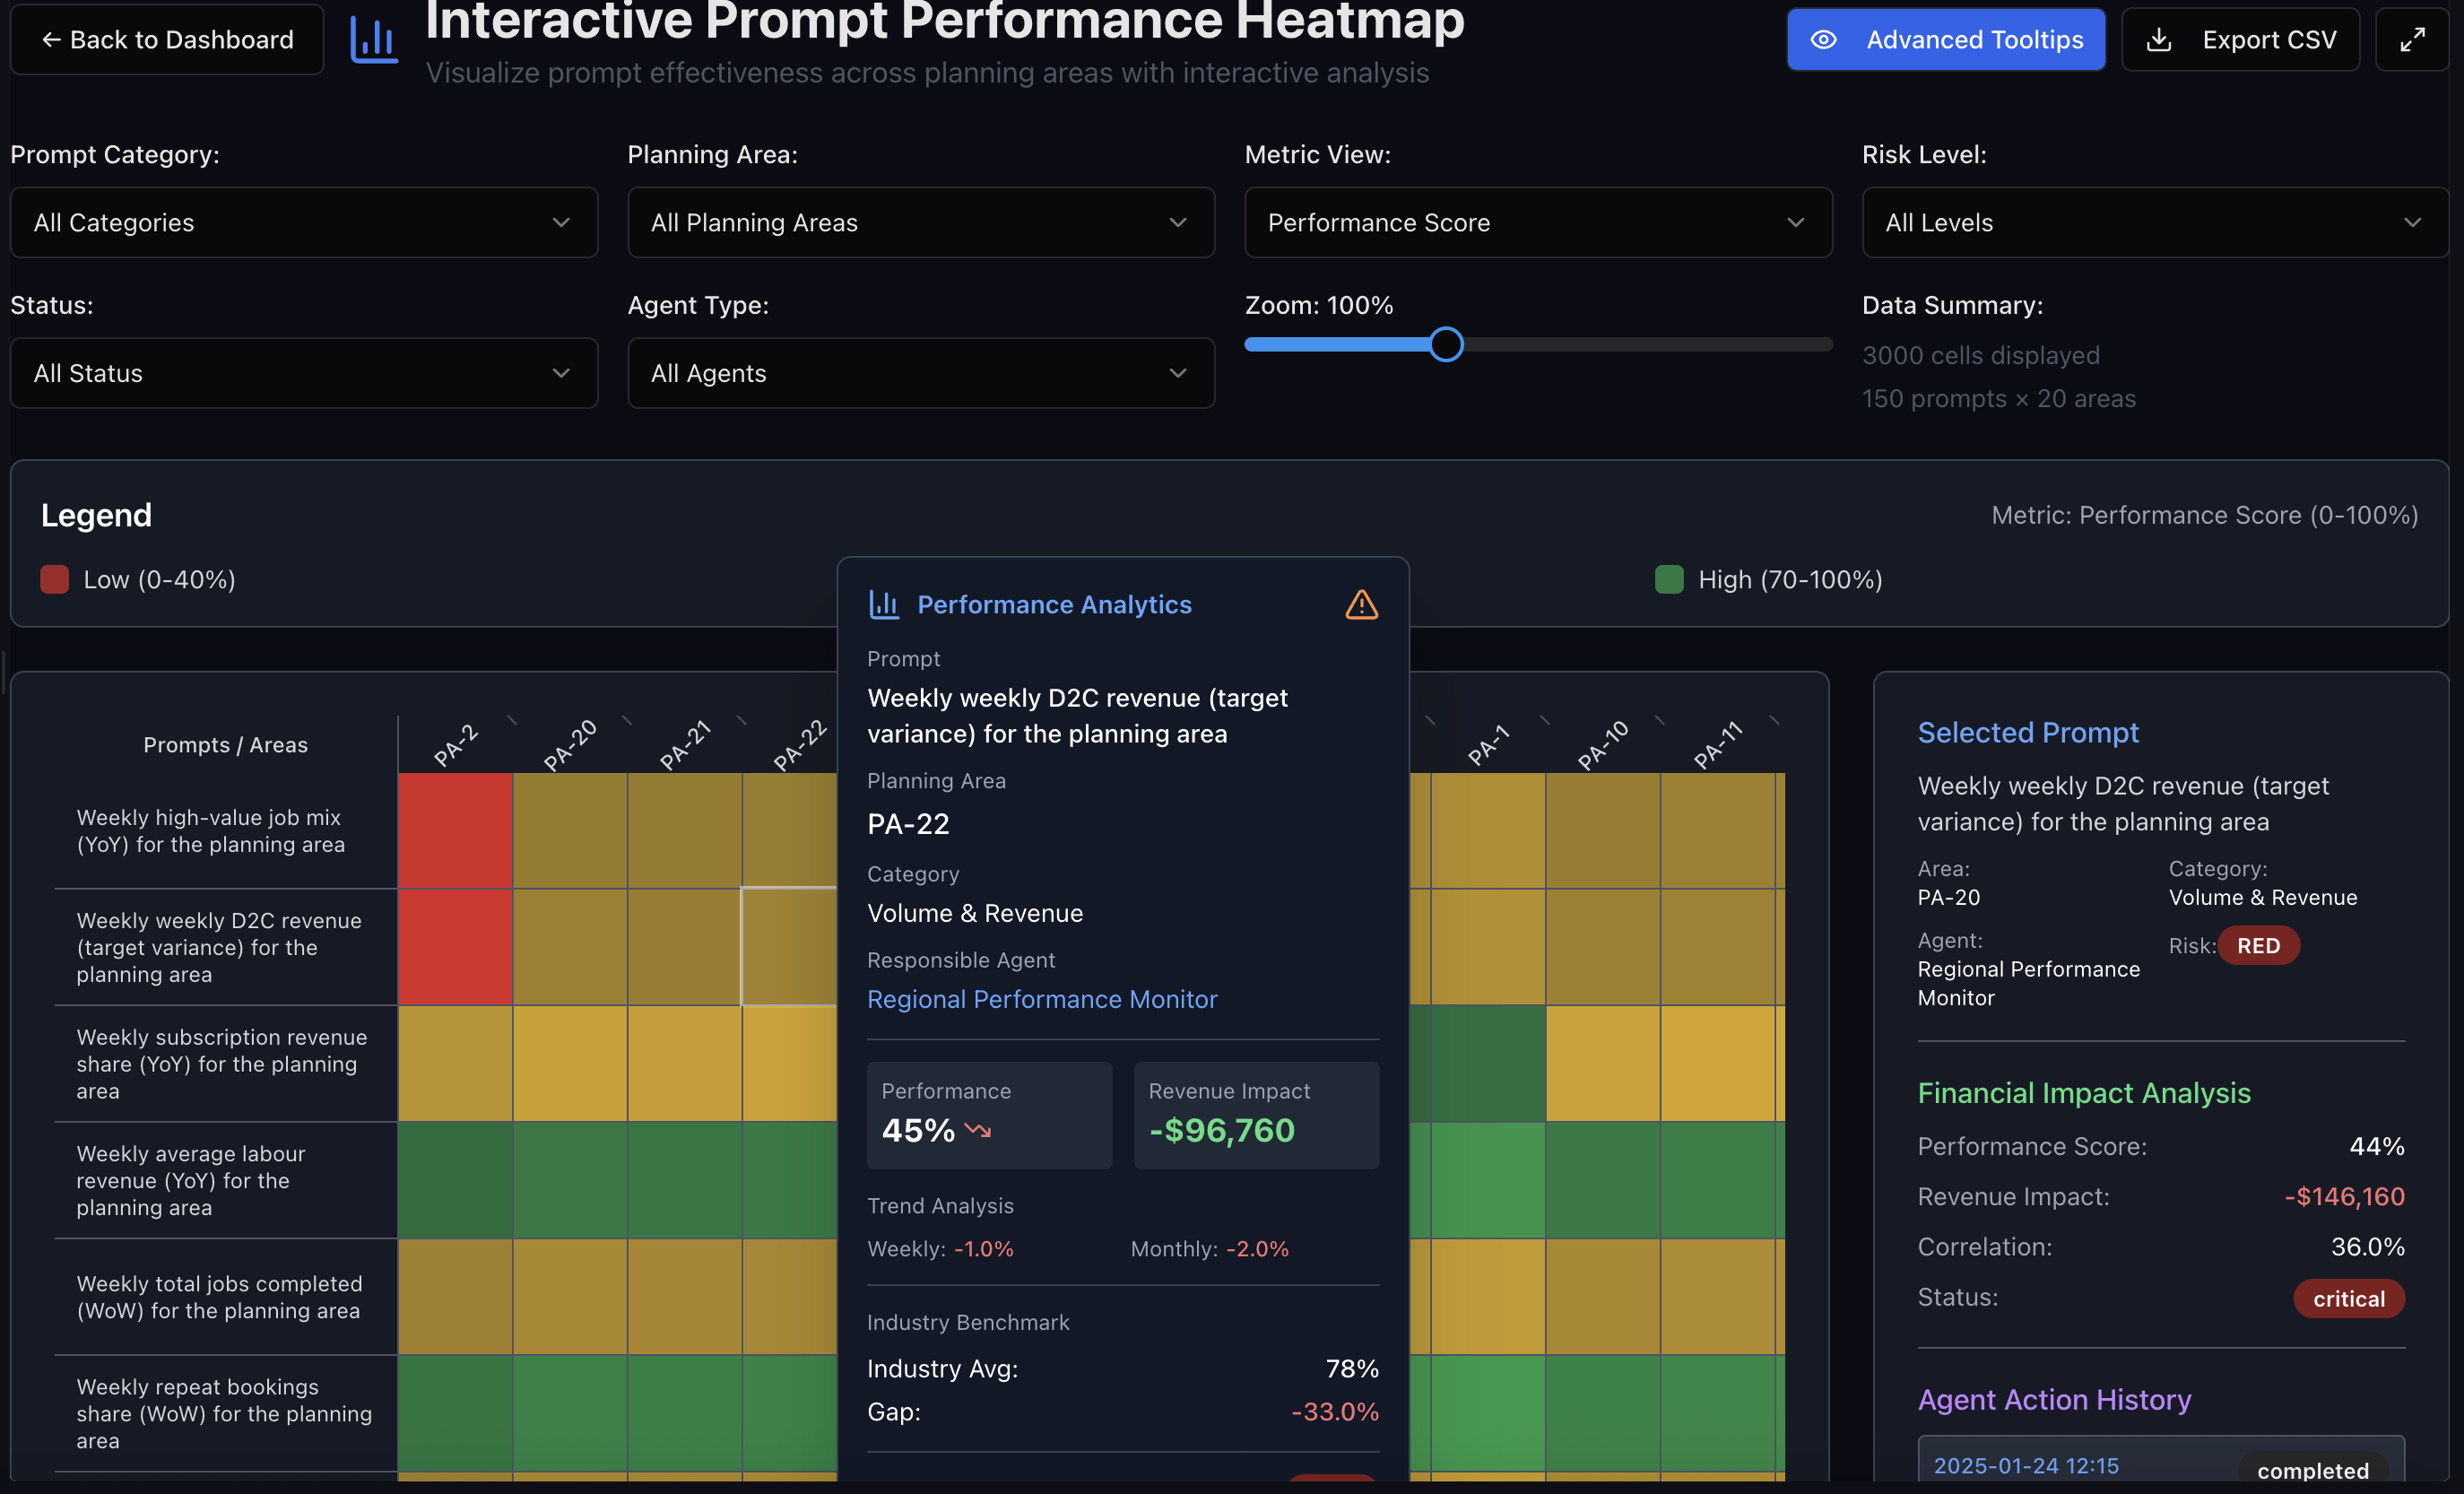 ← Back to Dashboard
Interactive Prompt Performance Heatmap
Visualize prompt effectiveness across planning areas with interactive analysis
Advanced Tooltips
Export CSV
Prompt Category:
All Categories
Planning Area:
All Planning Areas
Metric View:
Performance Score
Risk Level:
All Levels
Status:
All Status
Agent Type:
All Agents
Zoom: 100%
Data Summary:
3000 cells displayed
150 prompts × 20 areas
Legend
Metric: Performance Score (0-100%)
Low (0-40%)
High (70-100%)
Prompts / Areas
PA-2
PA-20
PA-21
PA-22
PA-1
PA-10
PA-11
Weekly high-value job mix
(YoY) for the planning area
Weekly weekly D2C revenue
(target variance) for the
planning area
Weekly subscription revenue
share (YoY) for the planning
area
Weekly average labour
revenue (YoY) for the
planning area
Weekly total jobs completed
(WoW) for the planning area
Weekly repeat bookings
share (WoW) for the planning
area
Performance Analytics
Prompt
Weekly weekly D2C revenue (target
variance) for the planning area
Planning Area
PA-22
Category
Volume & Revenue
Responsible Agent
Regional Performance Monitor
Performance
45%
Revenue Impact
-$96,760
Trend Analysis
Weekly: -1.0%
Monthly: -2.0%
Industry Benchmark
Industry Avg: 78%
Gap: -33.0%
Selected Prompt
Weekly weekly D2C revenue (target
variance) for the planning area
Area:
PA-20
Category:
Volume & Revenue
Agent:
Regional Performance
Monitor
Risk: RED
Financial Impact Analysis
Performance Score: 44%
Revenue Impact: -$146,160
Correlation: 36.0%
Status: critical
Agent Action History
2025-01-24 12:15
completed